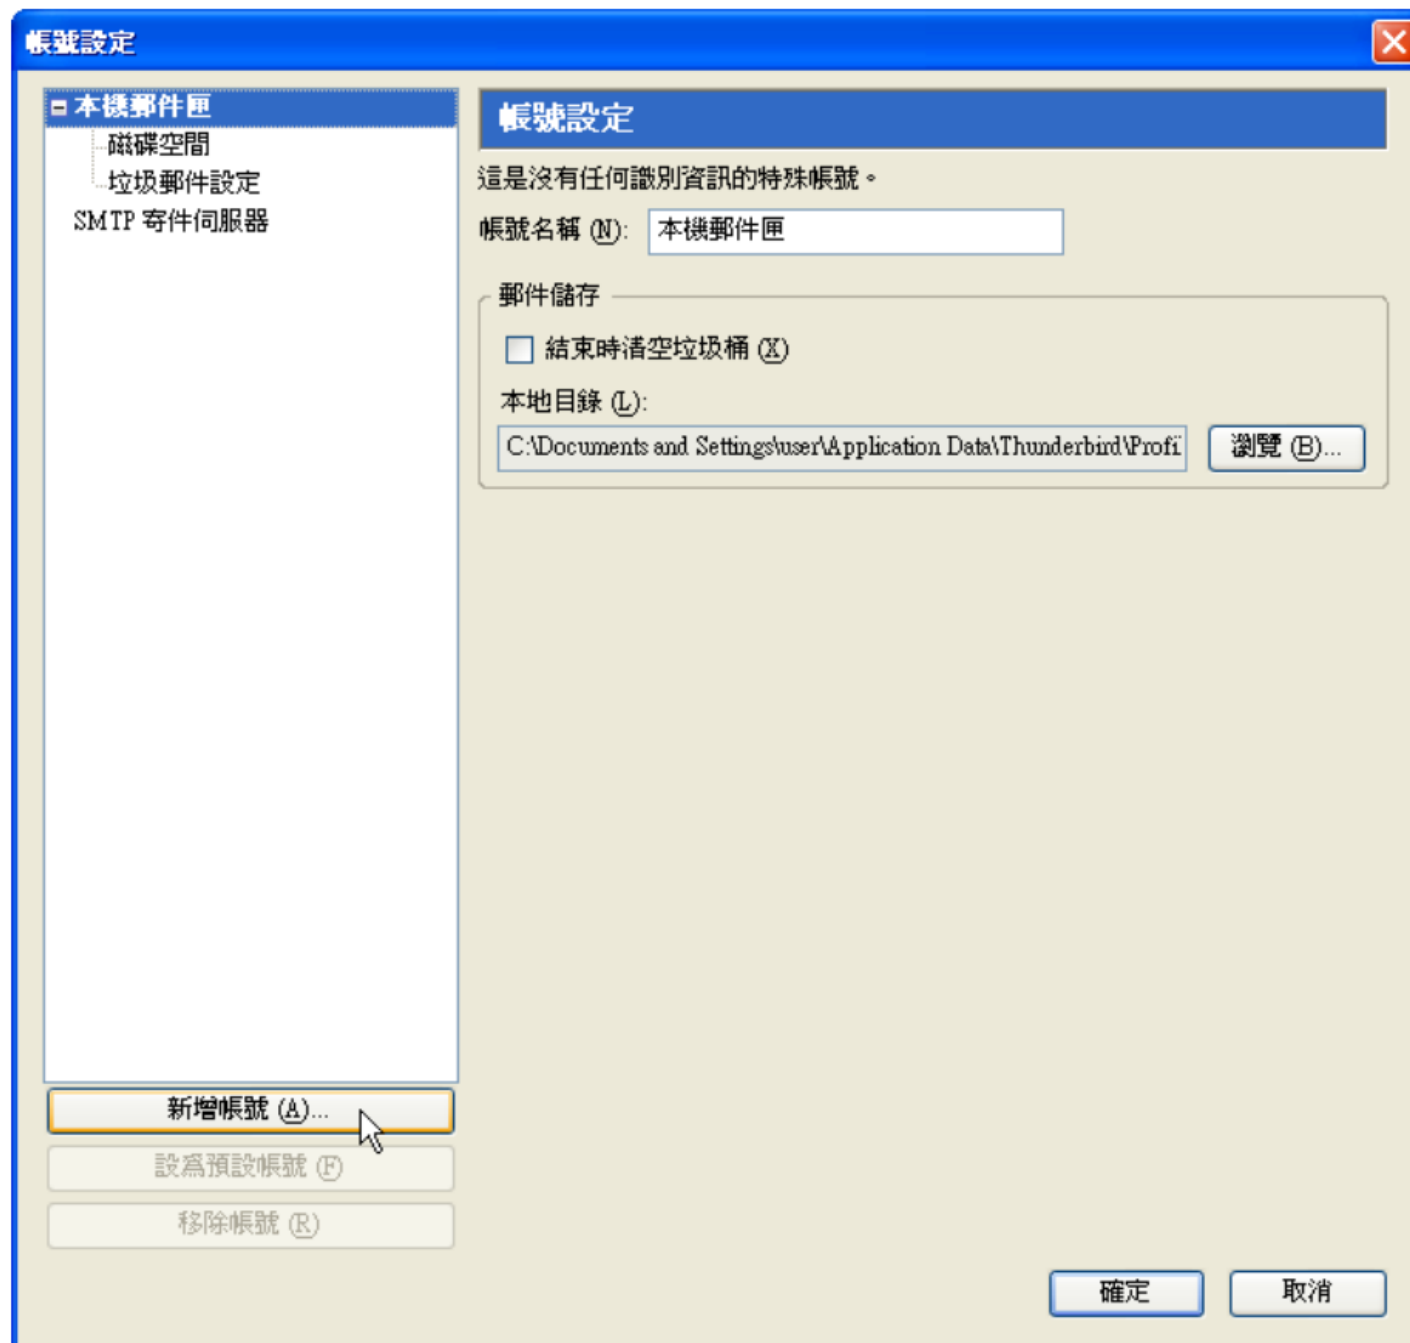 帳號設定
本機郵件匣
磁碟空間
垃圾郵件設定
SMTP 寄件伺服器
新增帳號 (A)...
設為預設帳號 (F)
移除帳號 (R)
帳號設定
這是沒有任何識別資訊的特殊帳號。
帳號名稱 (N): 本機郵件匣
郵件儲存
結束時清空垃圾桶 (X)
本地目錄 (L):
C:\Documents and Settings\user\Application Data\Thunderbird\Profi
瀏覽 (B)...
確定 取消